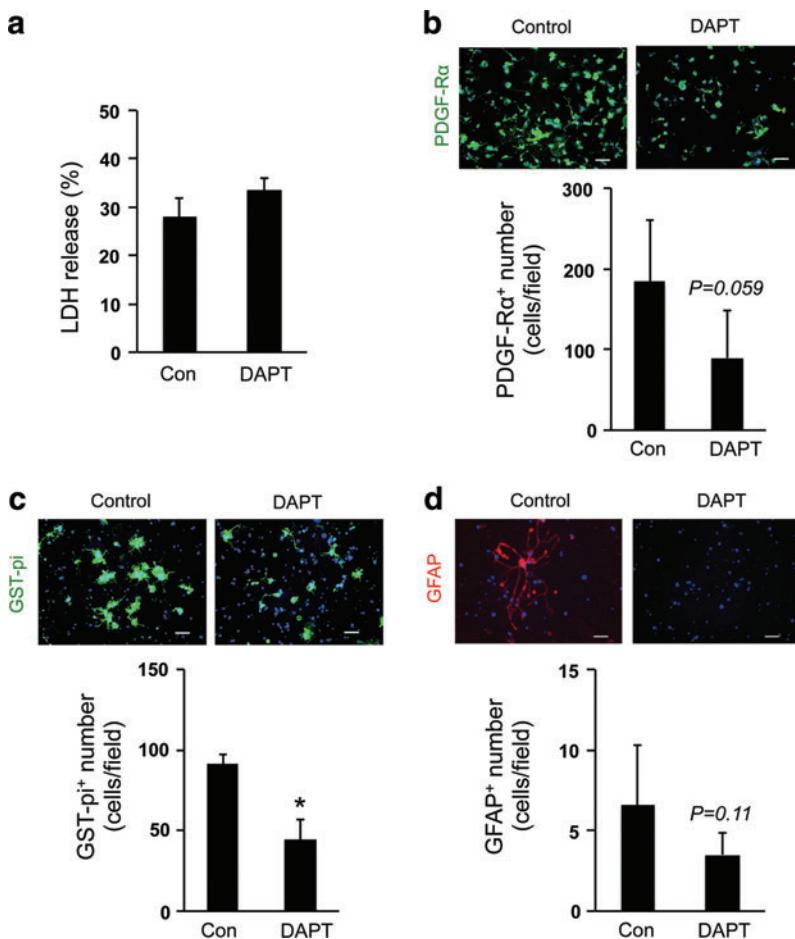 a
LDH release (%)
50
40
30
20
10
0
Con DAPT
b
Control DAPT
PDGF-Rα
PDGF-Rα⁺ number
(cells/field)
300
200
100
0
P=0.059
Con DAPT
c
Control DAPT
GST-pi
GST-pi⁺ number
(cells/field)
150
100
50
0
*
Con DAPT
d
Control DAPT
GFAP
GFAP⁺ number
(cells/field)
15
10
5
0
P=0.11
Con DAPT